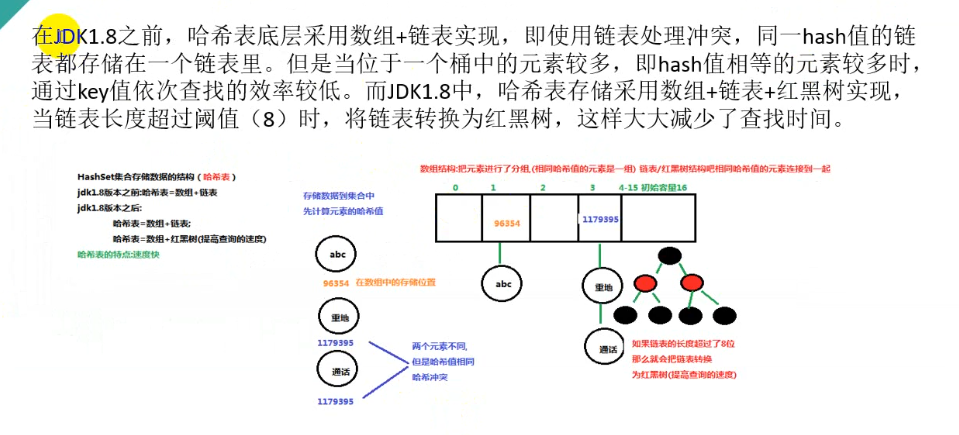 在JDK1.8之前，哈希表底层采用数组+链表实现，即使用链表处理冲突，同一hash值的链
表都存储在一个链表里。但是当位于一个桶中的元素较多，即hash值相等的元素较多时，
通过key值依次查找的效率较低。而JDK1.8中，哈希表存储采用数组+链表+红黑树实现，
当链表长度超过阈值（8）时，将链表转换为红黑树，这样大大减少了查找时间。
HashSet集合存储数据的结构（哈希表）
jdk1.8版本之前:哈希表=数组+链表
jdk1.8版本之后:
哈希表=数组+链表;
哈希表=数组+红黑树(提高查询的速度)
哈希表的特点:速度快
存储数据到集合中
先计算元素的哈希值
abc
96354 在数组中的存储位置
重地
1179395
通话
1179395
两个元素不同,
但是哈希值相同
哈希冲突
数组结构:把元素进行了分组,(相同哈希值的元素是一组) 链表/红黑树结构吧相同哈希值的元素连接到一起
0 1 2 3 4-15 初始容量16
96354 1179395
abc
重地
通话
如果链表的长度超过了8位
那么就会把链表转换
为红黑树(提高查询的速度)